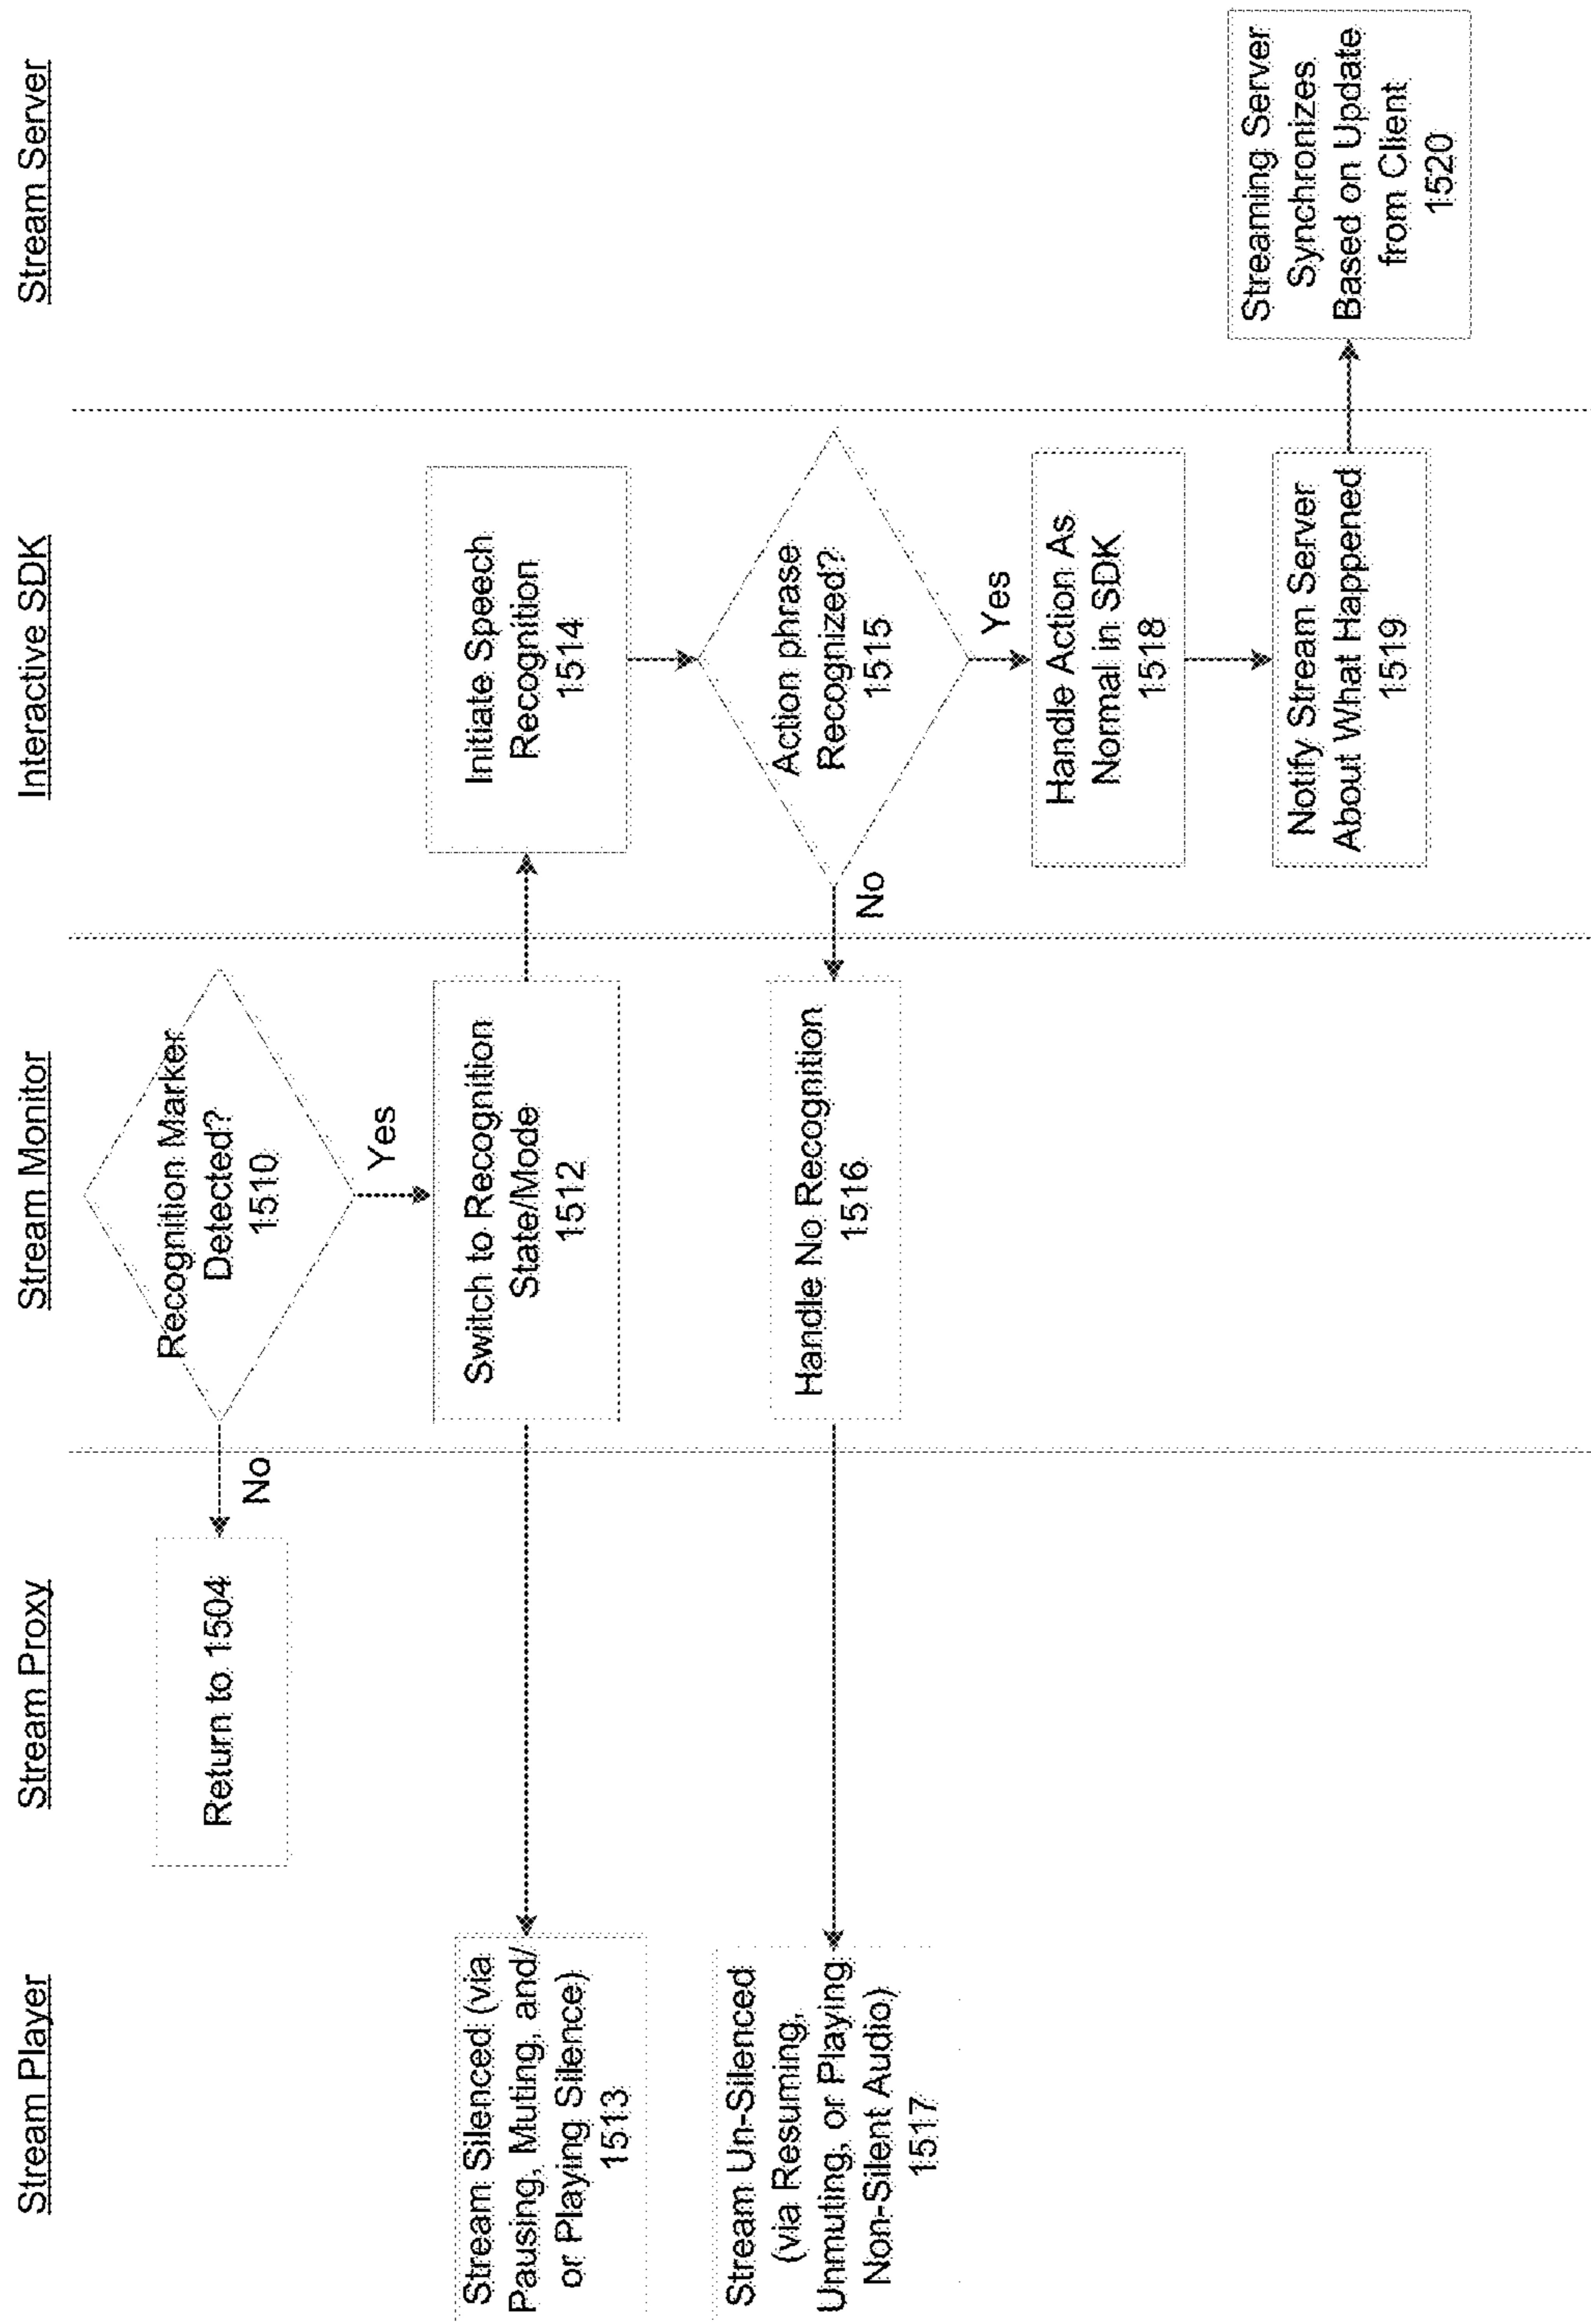 Stream Player
Stream Proxy
Stream Monitor
Interactive SDK
Stream Server
Return to 1504
No
Recognition Marker
Detected?
1510
Yes
Stream Silenced (via
Pausing, Muting, and/
or Playing Silence)
1513
Switch to Recognition
State/Mode
1512
Initiate Speech
Recognition
1514
Stream Un-Silenced
(via Resuming,
Unmuting, or Playing
Non-Silent Audio)
1517
Handle No Recognition
1516
No
Action phrase
Recognized?
1515
Yes
Handle Action As
Normal in SDK
1518
Notify Stream Server
About What Happened
1519
Streaming Server
Synchronizes
Based on Update
from Client
1520